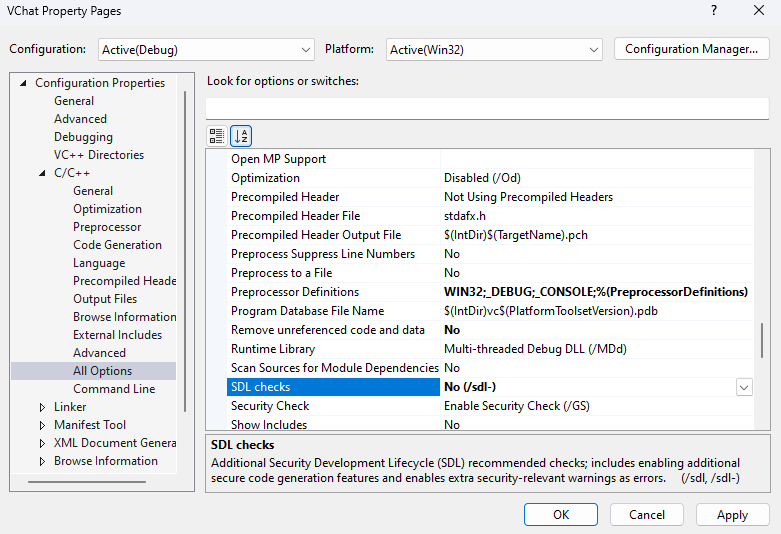 VChat Property Pages
?
Configuration: Active(Debug) Platform: Active(Win32) Configuration Manager...
Configuration Properties
General
Advanced
Debugging
VC++ Directories
C/C++
General
Optimization
Preprocessor
Code Generation
Language
Precompiled Heade
Output Files
Browse Information
External Includes
Advanced
All Options
Command Line
Linker
Manifest Tool
XML Document Genera
Browse Information
Look for options or switches:
A
Z
Open MP Support
Optimization Disabled (/Od)
Precompiled Header Not Using Precompiled Headers
Precompiled Header File stdafx.h
Precompiled Header Output File $(IntDir)$(TargetName).pch
Preprocess Suppress Line Numbers No
Preprocess to a File No
Preprocessor Definitions WIN32;_DEBUG;_CONSOLE;%(PreprocessorDefinitions)
Program Database File Name $(IntDir)vc$(PlatformToolsetVersion).pdb
Remove unreferenced code and data No
Runtime Library Multi-threaded Debug DLL (/MDd)
Scan Sources for Module Dependencies No
SDL checks No (/sdl-)
Security Check Enable Security Check (/GS)
Show Includes No
SDL checks
Additional Security Development Lifecycle (SDL) recommended checks; includes enabling additional
secure code generation features and enables extra security-relevant warnings as errors. (/sdl, /sdl-)
OK Cancel Apply